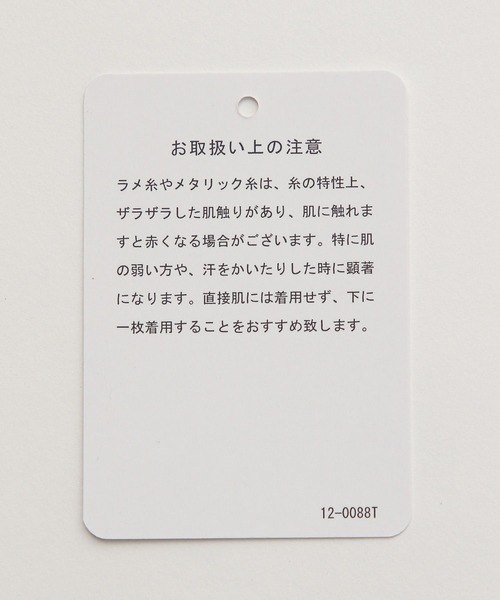 お取扱い上の注意
ラメ糸やメタリック糸は、糸の特性上、
ザラザラした肌触りがあり、肌に触れま
すと赤くなる場合がございます。特に肌
の弱い方や、汗をかいたりした時に顕著
になります。直接肌には着用せず、下に
一枚着用することをおすすめ致します。
12-0088T